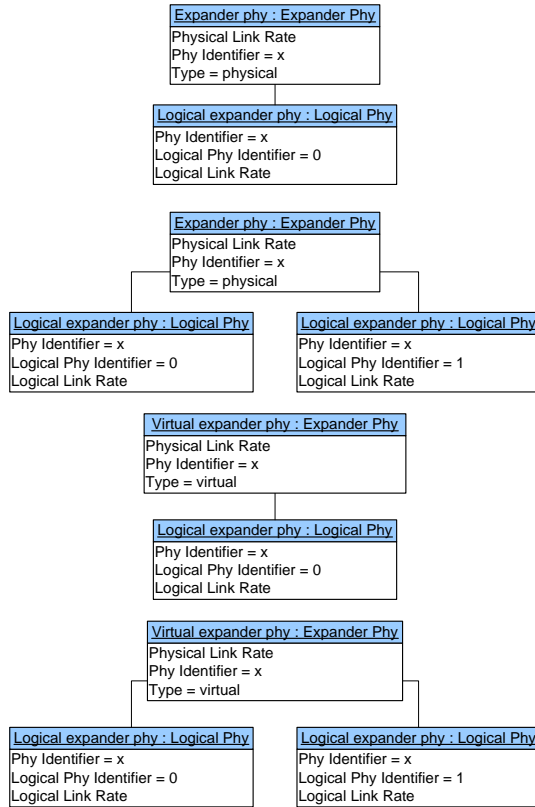 Expander phy : Expander Phy
Physical Link Rate
Phy Identifier = x
Type = physical
Logical expander phy : Logical Phy
Phy Identifier = x
Logical Phy Identifier = 0
Logical Link Rate
Expander phy : Expander Phy
Physical Link Rate
Phy Identifier = x
Type = physical
Logical expander phy : Logical Phy
Phy Identifier = x
Logical Phy Identifier = 0
Logical Link Rate
Logical expander phy : Logical Phy
Phy Identifier = x
Logical Phy Identifier = 1
Logical Link Rate
Virtual expander phy : Expander Phy
Physical Link Rate
Phy Identifier = x
Type = virtual
Logical expander phy : Logical Phy
Phy Identifier = x
Logical Phy Identifier = 0
Logical Link Rate
Virtual expander phy : Expander Phy
Physical Link Rate
Phy Identifier = x
Type = virtual
Logical expander phy : Logical Phy
Phy Identifier = x
Logical Phy Identifier = 0
Logical Link Rate
Logical expander phy : Logical Phy
Phy Identifier = x
Logical Phy Identifier = 1
Logical Link Rate